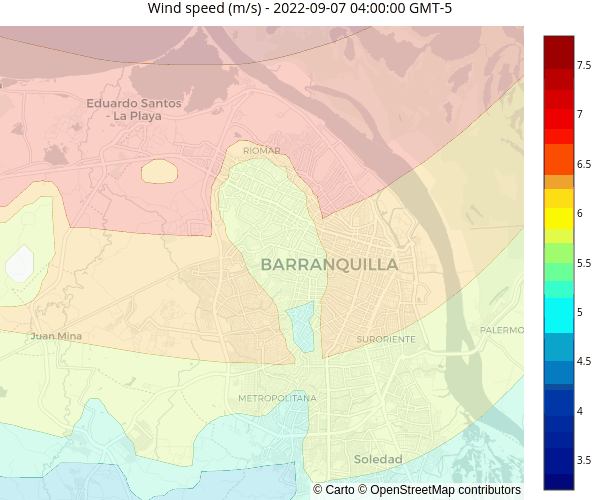 Wind speed (m/s) - 2022-09-07 04:00:00 GMT-5
Eduardo Santos
- La Playa
RIOMAR
BARRANQUILLA
Juan Mina
SURORIENTE
PALERMO
METROPOLITANA
Soledad
© Carto © OpenStreetMap contributors
7.5
7
6.5
6
5.5
5
4.5
4
3.5